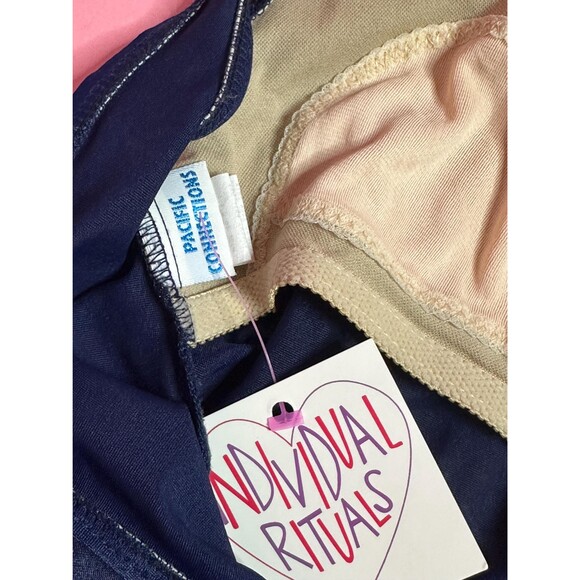 PACIFIC
CONNECTIONS
INDIVIDUAL
RITUALS